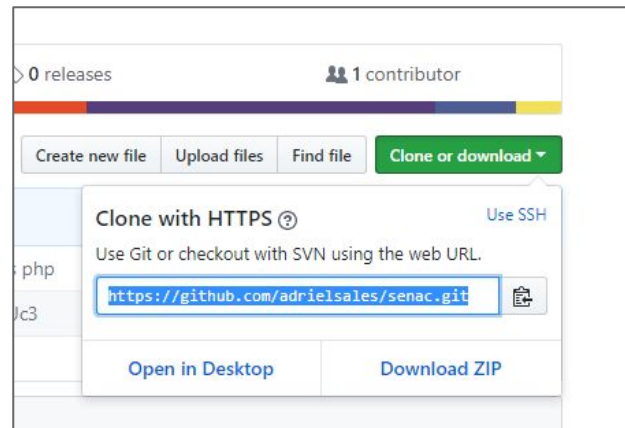 0 releases
1 contributor
Create new file
Upload files
Find file
Clone or download
Clone with HTTPS
Use SSH
Use Git or checkout with SVN using the web URL.
php
https://github.com/adrielsales/senac.git
Jc3
Open in Desktop
Download ZIP